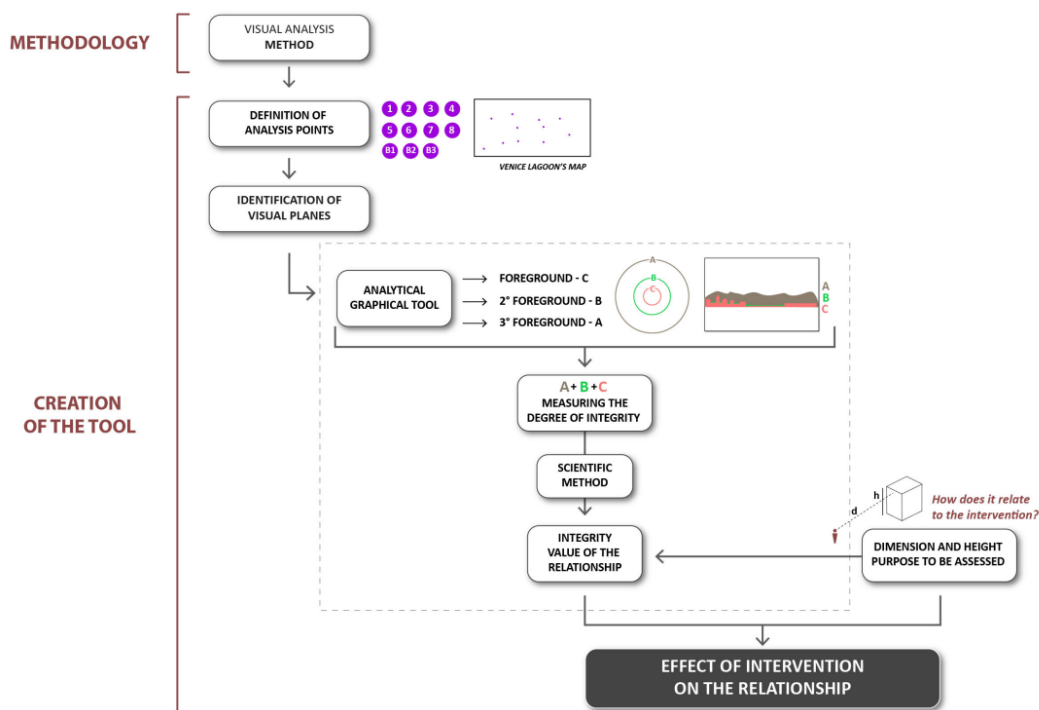 METHODOLOGY
VISUAL ANALYSIS
METHOD
DEFINITION OF
ANALYSIS POINTS
1 2 3 4
5 6 7 8
B1 B2 B3
VENICE LAGOON'S MAP
IDENTIFICATION OF
VISUAL PLANES
CREATION
OF THE TOOL
ANALYTICAL
GRAPHICAL TOOL
FOREGROUND - C
2° FOREGROUND - B
3° FOREGROUND - A
A
B
C
A
B
C
A + B + C
MEASURING THE
DEGREE OF INTEGRITY
SCIENTIFIC
METHOD
INTEGRITY
VALUE OF THE
RELATIONSHIP
h
d
How does it relate
to the intervention?
DIMENSION AND HEIGHT
PURPOSE TO BE ASSESSED
EFFECT OF INTERVENTION
ON THE RELATIONSHIP